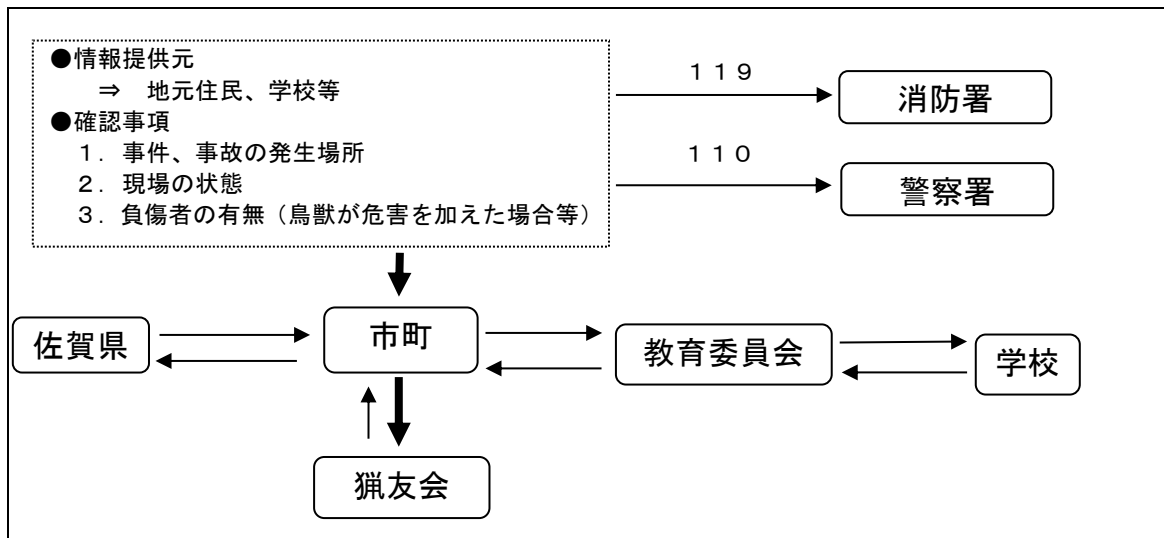 ●情報提供元
⇒ 地元住民、学校等
●確認事項
１．事件、事故の発生場所
２．現場の状態
３．負傷者の有無（鳥獣が危害を加えた場合等）
１１９
消防署
１１０
警察署
佐賀県
市町
教育委員会
学校
猟友会